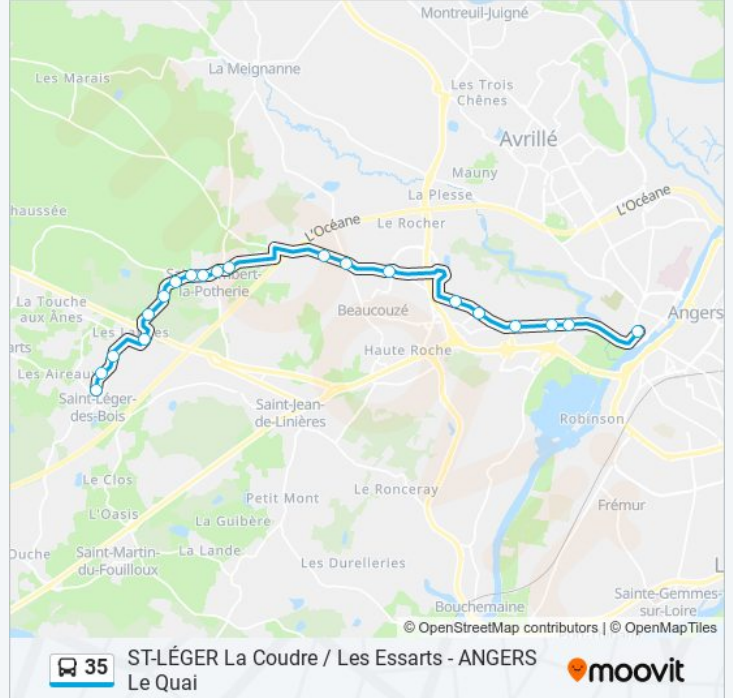 Montreuil-Juigné
La Meignanne
Les Marais
Les Trois
Chênes
Avrillé
Mauny
La Plesse
L'Océane
haussée
L'Océane
Le Rocher
la-Potherie
La Touche
aux Ânes
Beaucouzé
Angers
arts
Haute Roche
Les Aireaux
Saint-Léger-
des-Bois
Saint-Jean-
de-Linières
Robinson
Le Clos
Le Ronceray
L'Oasis
Petit Mont
Frémur
La Guibère
Ouche
Saint-Martin-
du-Fouilloux
La Lande
Les Durelleries
L
Bouchemaine
Sainte-Gemmes-
sur-Loire
© OpenStreetMap contributors | © OpenMapTiles
35
ST-LÉGER La Coudre / Les Essarts - ANGERS
Le Quai
moovit